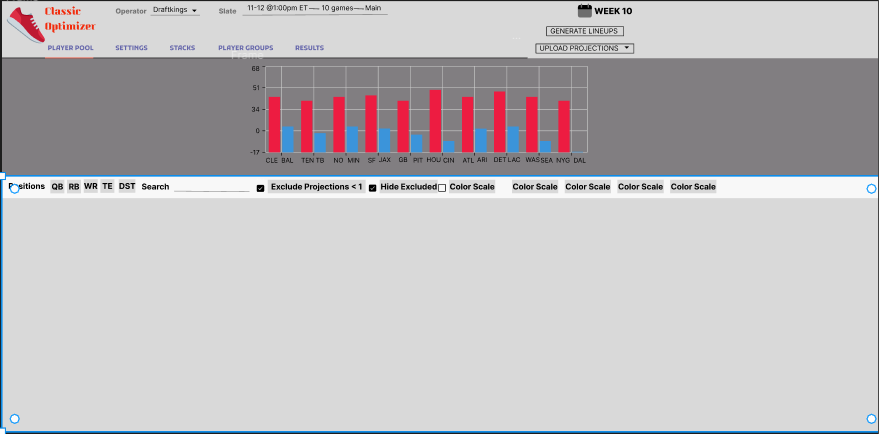 Classic
Optimizer
Operator Draftkings
Slate 11-12 @1:00pm ET---- 10 games--- Main
WEEK 10
GENERATE LINEUPS
UPLOAD PROJECTIONS
PLAYER POOL SETTINGS STACKS PLAYER GROUPS RESULTS
68
51
34
0
-17
CLE BAL TEN TB NO MIN SF JAX GB PIT HOU CIN ATL ARI DET LAC WAS SEA NYG DAL
Positions QB RB WR TE DST Search Exclude Projections < 1 Hide Excluded Color Scale Color Scale Color Scale Color Scale Color Scale